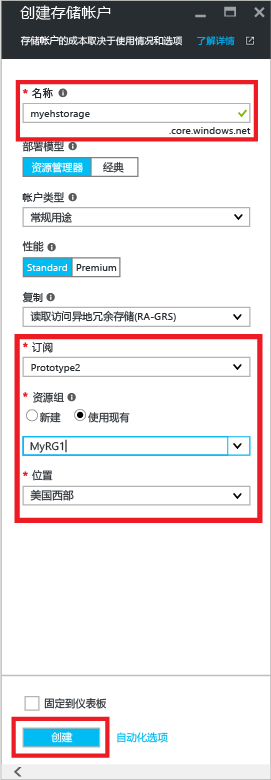 创建存储帐户
存储帐户的成本取决于使用情况和选项 了解详情
* 名称
myehstorage
.core.windows.net
部署模型
资源管理器 经典
帐户类型
常规用途
性能
Standard Premium
复制
读取访问异地冗余存储(RA-GRS)
* 订阅
Prototype2
* 资源组
新建 使用现有
MyRG1
* 位置
美国西部
固定到仪表板
创建 自动化选项